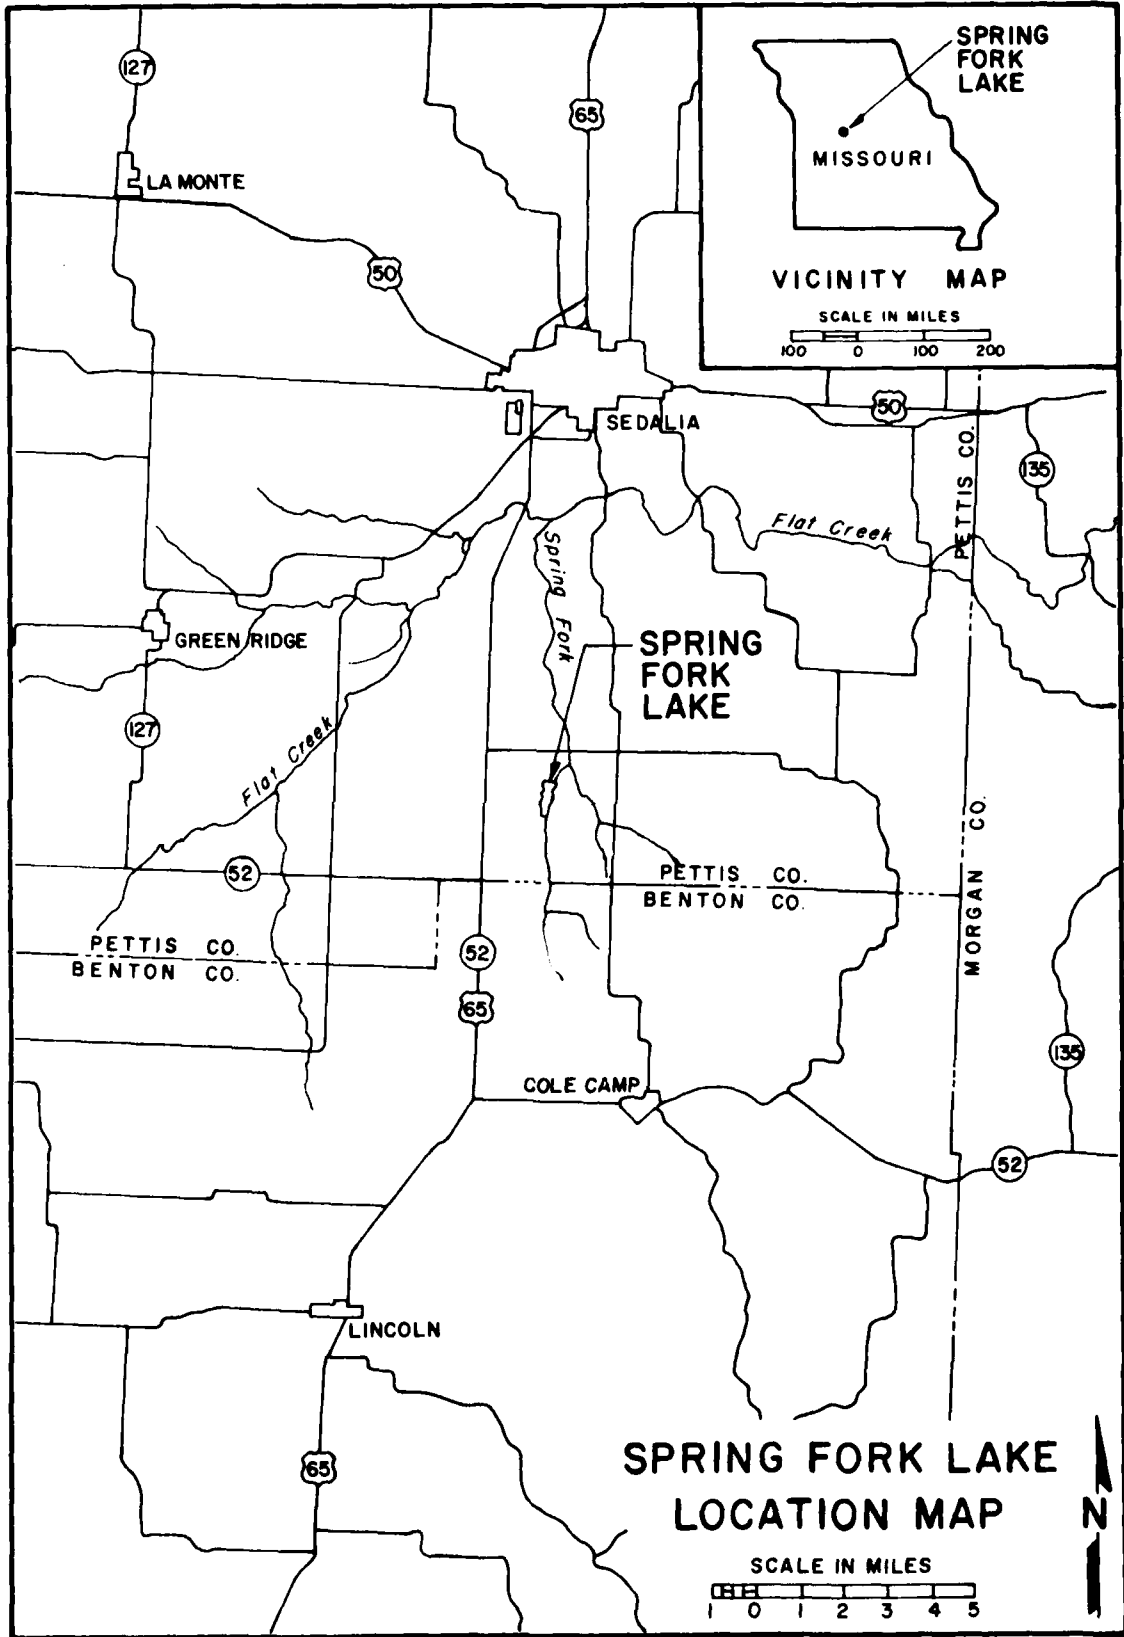 127
65
SPRING
FORK
LAKE
MISSOURI
LA MONTE
50
VICINITY MAP
SCALE IN MILES
100 0 100 200
50
SEDALIA
135
PETTIS CO.
Flat Creek
Spring Fork
GREEN RIDGE
SPRING
FORK
LAKE
127
Flat Creek
MORGAN CO.
52
PETTIS CO.
BENTON CO.
PETTIS CO.
BENTON CO.
52
65
135
COLE CAMP
52
LINCOLN
65
SPRING FORK LAKE
LOCATION MAP
N
SCALE IN MILES
1 0 1 2 3 4 5